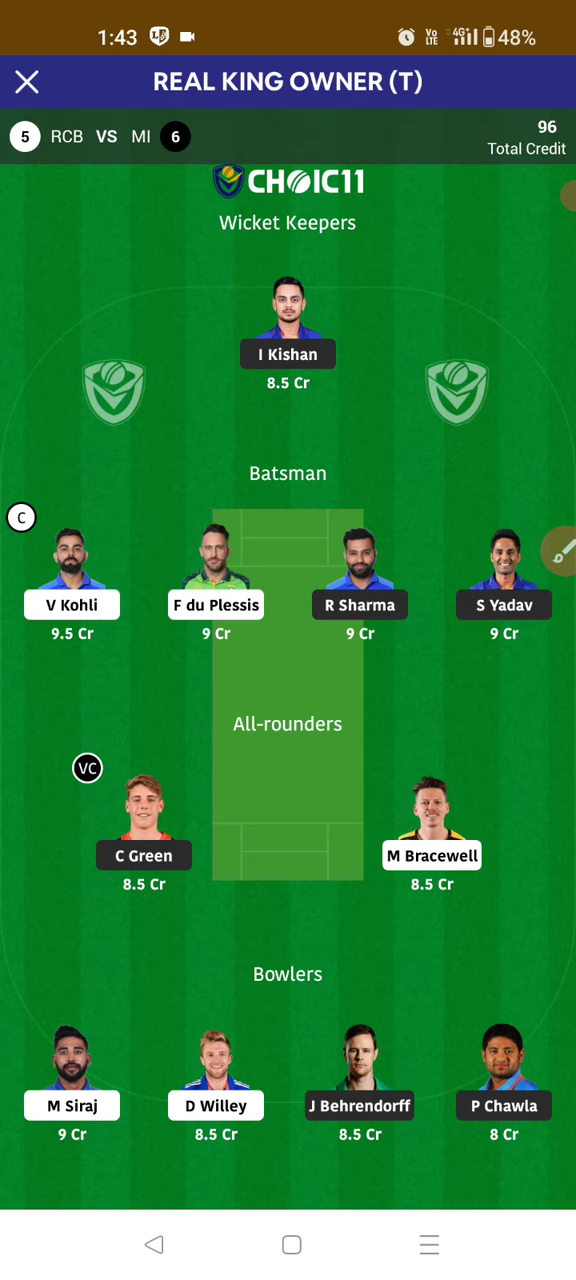 1:43
Vo LTE 4G+ 48%
REAL KING OWNER (T)
5 RCB VS MI 6
96
Total Credit
CHOIC11
Wicket Keepers
I Kishan
8.5 Cr
Batsman
C
V Kohli F du Plessis R Sharma S Yadav
9.5 Cr 9 Cr 9 Cr 9 Cr
All-rounders
VC
C Green M Bracewell
8.5 Cr 8.5 Cr
Bowlers
M Siraj D Willey J Behrendorff P Chawla
9 Cr 8.5 Cr 8.5 Cr 8 Cr